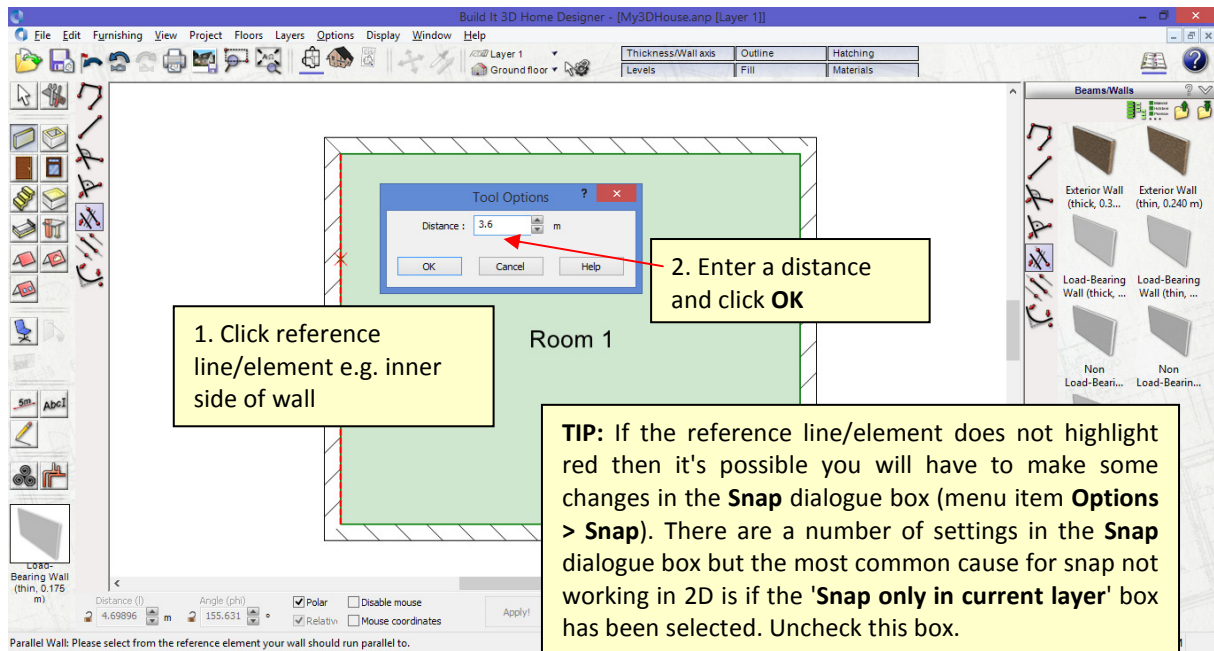 Build It 3D Home Designer - [My3DHouse.anp [Layer 1]]
File Edit Furnishing View Project Floors Layers Options Display Window Help
Layer 1
Ground floor
Thickness/Wall axis Outline Hatching
Levels Fill Materials
Beams/Walls
Tool Options
Distance : 3.6 m
OK Cancel Help
Exterior Wall (thick, 0.3...
Exterior Wall (thin, 0.240 m)
Load-Bearing Wall (thick, ...
Load-Bearing Wall (thin, ...
Non Load-Beari...
Non Load-Bearin...
2. Enter a distance
and click OK
1. Click reference
line/element e.g. inner
side of wall
Room 1
TIP: If the reference line/element does not highlight
red then it's possible you will have to make some
changes in the Snap dialogue box (menu item Options
> Snap). There are a number of settings in the Snap
dialogue box but the most common cause for snap not
working in 2D is if the 'Snap only in current layer' box
has been selected. Uncheck this box.
5m
AbcI
Load-
Bearing Wall
(thin, 0.175
m)
Distance (l) Angle (phi)
4.69896 m 155.631 °
Polar Disable mouse
Relativ Mouse coordinates
Apply!
Parallel Wall: Please select from the reference element your wall should run parallel to.